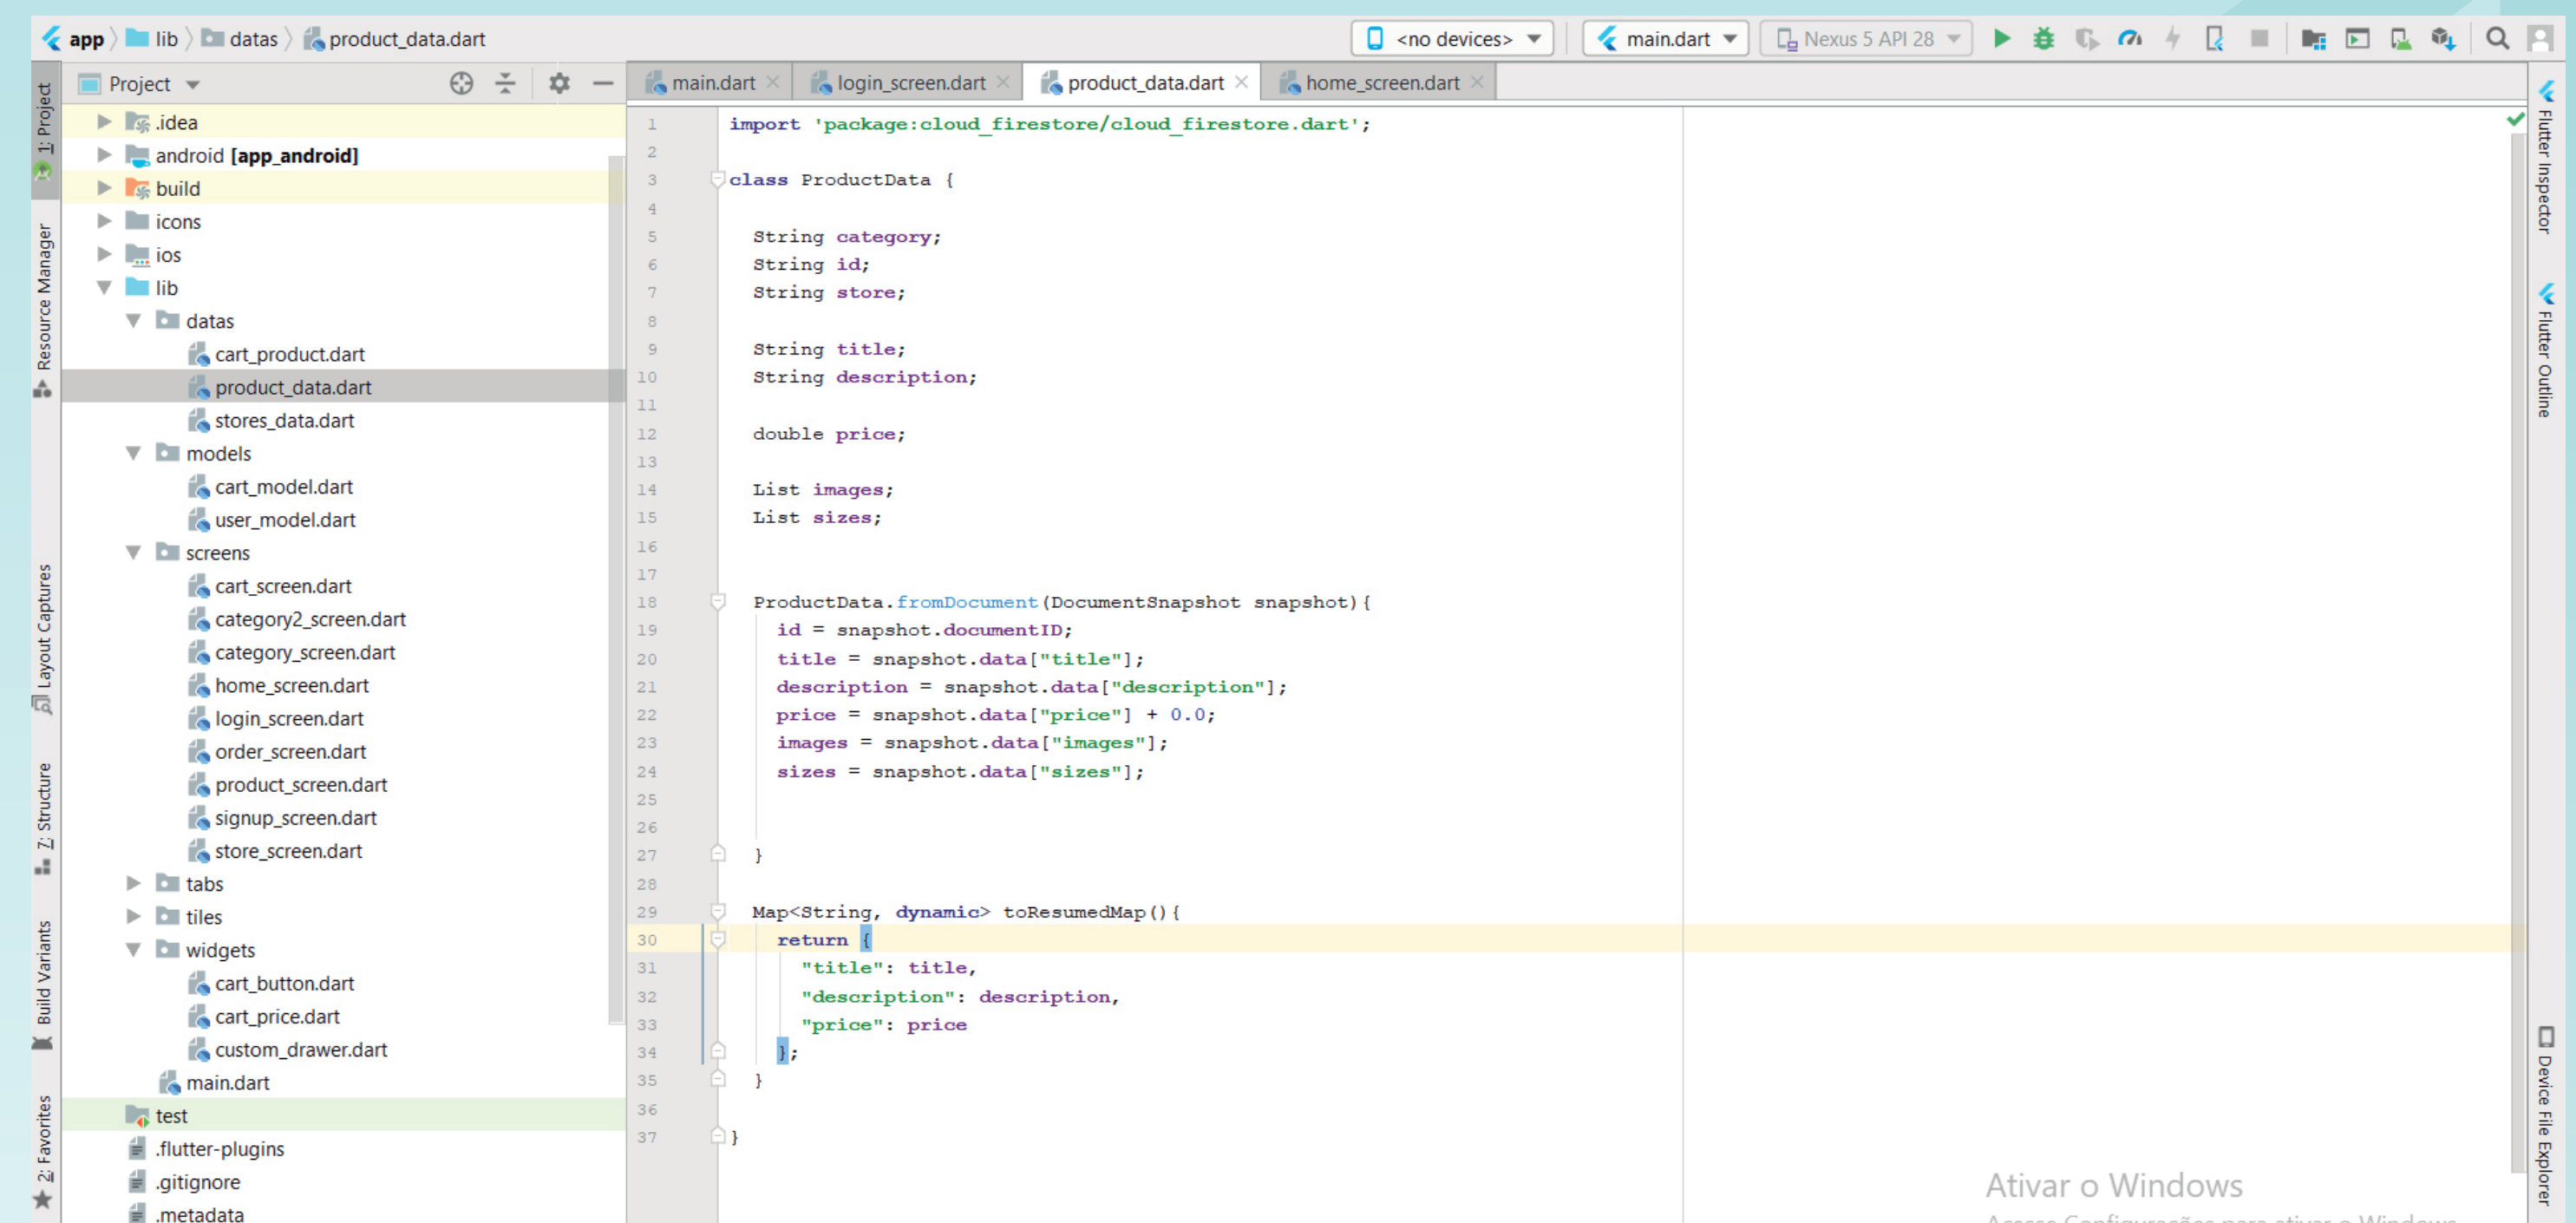 app lib datas product_data.dart
<no devices> main.dart Nexus 5 API 28
Project
main.dart login_screen.dart product_data.dart home_screen.dart
1: Project
Resource Manager
Layout Captures
7: Structure
Build Variants
2: Favorites
.idea
android [app_android]
build
icons
ios
lib
datas
cart_product.dart
product_data.dart
stores_data.dart
models
cart_model.dart
user_model.dart
screens
cart_screen.dart
category2_screen.dart
category_screen.dart
home_screen.dart
login_screen.dart
order_screen.dart
product_screen.dart
signup_screen.dart
store_screen.dart
tabs
tiles
widgets
cart_button.dart
cart_price.dart
custom_drawer.dart
main.dart
test
.flutter-plugins
.gitignore
.metadata
1 import 'package:cloud_firestore/cloud_firestore.dart';
2
3 class ProductData {
4
5 String category;
6 String id;
7 String store;
8
9 String title;
10 String description;
11
12 double price;
13
14 List images;
15 List sizes;
16
17
18 ProductData.fromDocument(DocumentSnapshot snapshot){
19 id = snapshot.documentID;
20 title = snapshot.data["title"];
21 description = snapshot.data["description"];
22 price = snapshot.data["price"] + 0.0;
23 images = snapshot.data["images"];
24 sizes = snapshot.data["sizes"];
25
26
27 }
28
29 Map<String, dynamic> toResumedMap(){
30 return {
31 "title": title,
32 "description": description,
33 "price": price
34 };
35 }
36
37 }
Flutter Inspector
Flutter Outline
Device File Explorer
Ativar o Windows
Acesse Configurações para ativar o Windows